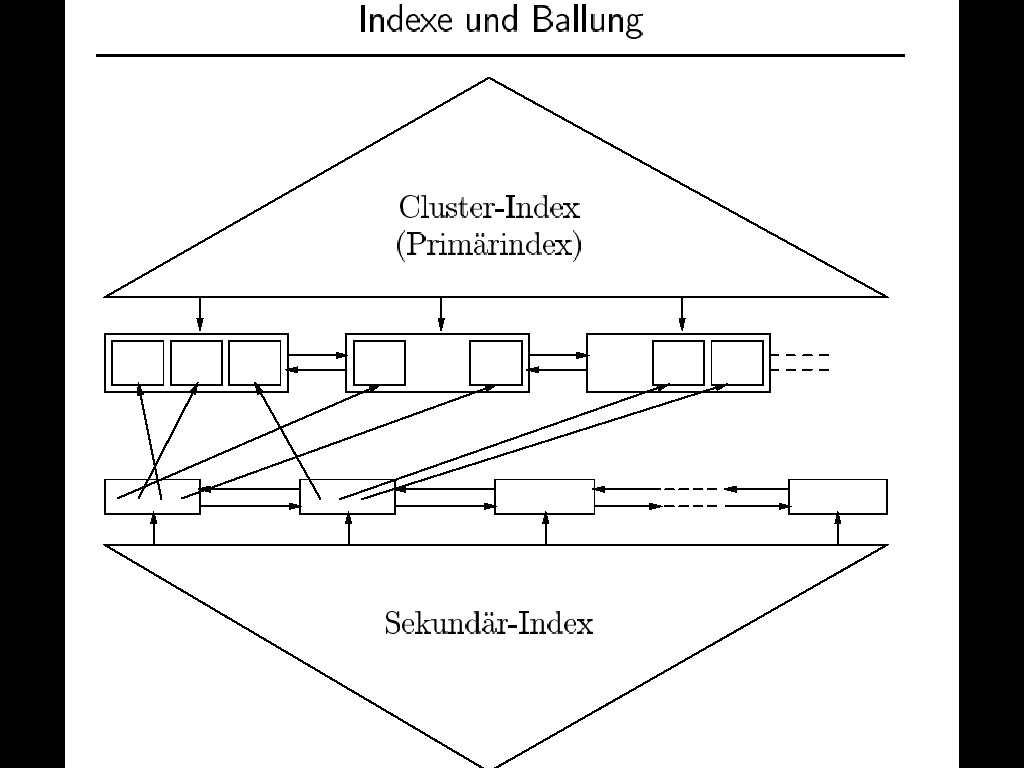 Indexe und Ballung
Cluster-Index
(Primärindex)
Sekundär-Index